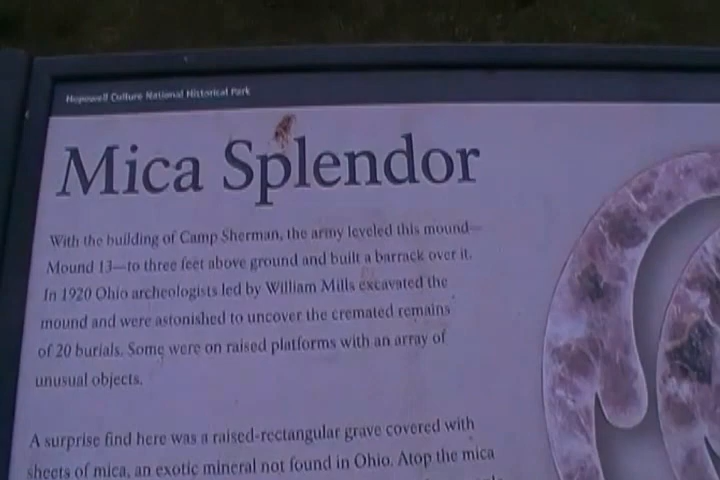 Hopewell Culture National Historical Park
Mica Splendor
With the building of Camp Sherman, the army leveled this mound—
Mound 13—to three feet above ground and built a barrack over it.
In 1920 Ohio archeologists led by William Mills excavated the
mound and were astonished to uncover the cremated remains
of 20 burials. Some were on raised platforms with an array of
unusual objects.
A surprise find here was a raised-rectangular grave covered with
sheets of mica, an exotic mineral not found in Ohio. Atop the mica